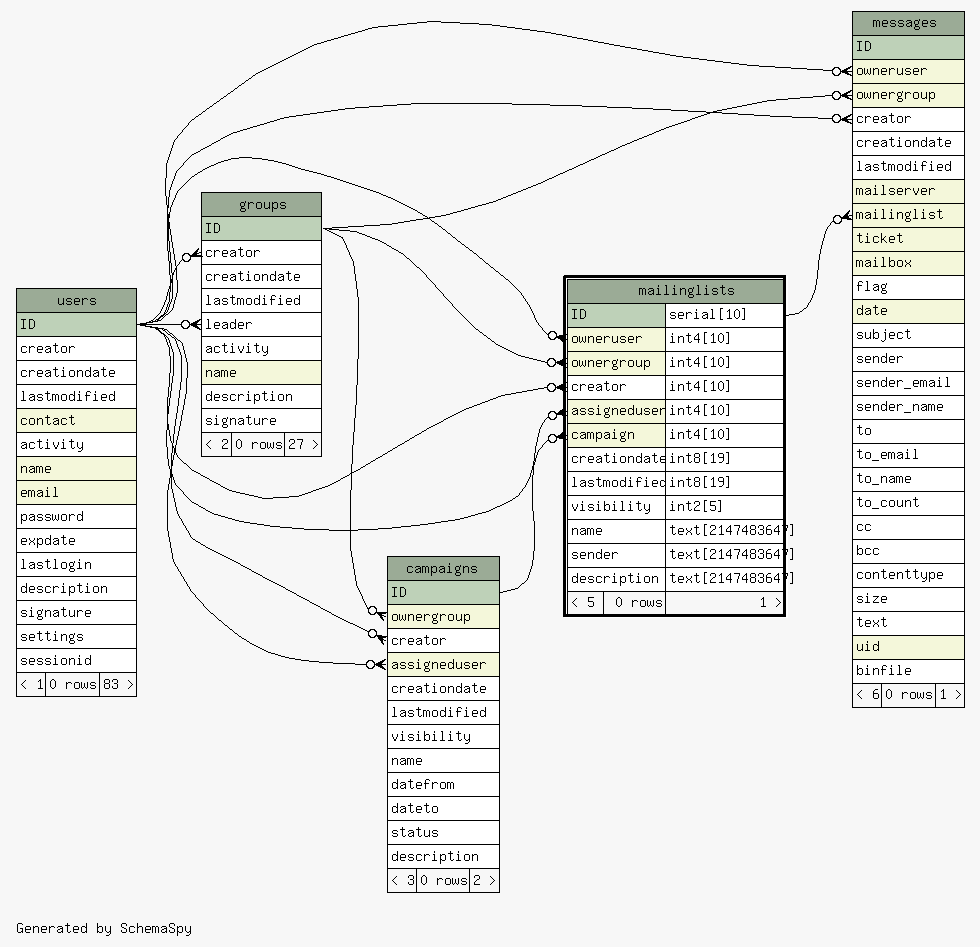 messages
ID
owneruser
ownergroup
creator
creationdate
lastmodified
mailserver
mailinglist
ticket
mailbox
flag
date
subject
sender
sender_email
sender_name
to
to_email
to_name
to_count
cc
bcc
contenttype
size
text
uid
binfile
< 6 0 rows 1 >
groups
ID
creator
creationdate
lastmodified
leader
activity
name
description
signature
< 2 0 rows 27 >
mailinglists
ID serial[10]
owneruser int4[10]
ownergroup int4[10]
creator int4[10]
assigneduser int4[10]
campaign int4[10]
creationdate int8[19]
lastmodified int8[19]
visibility int2[5]
name text[2147483647]
sender text[2147483647]
description text[2147483647]
< 5 0 rows 1 >
users
ID
creator
creationdate
lastmodified
contact
activity
name
email
password
expdate
lastlogin
description
signature
settings
sessionid
< 1 0 rows 83 >
campaigns
ID
ownergroup
creator
assigneduser
creationdate
lastmodified
visibility
name
datefrom
dateto
status
description
< 3 0 rows 2 >
Generated by SchemaSpy